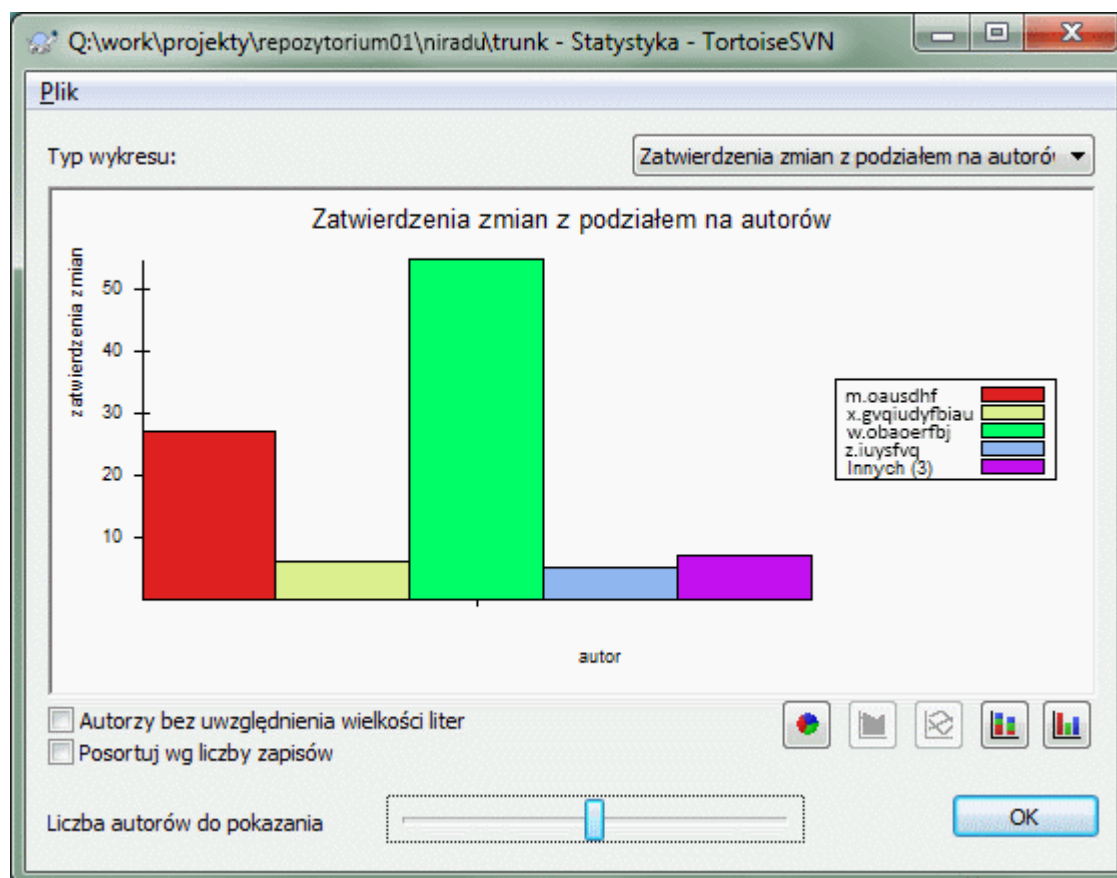 Q:\work\projekty\repozytorium01\niradu\trunk - Statystyka - TortoiseSVN
Plik
Typ wykresu:
Zatwierdzenia zmian z podziałem na autoró
Zatwierdzenia zmian z podziałem na autorów
zatwierdzenia zmian
50
40
30
20
10
autor
m.oausdhf
x.gvqiudyfbiau
w.obaoerfbj
z.iuysfvq
Innych (3)
Autorzy bez uwzględnienia wielkości liter
Posortuj wg liczby zapisów
Liczba autorów do pokazania
OK